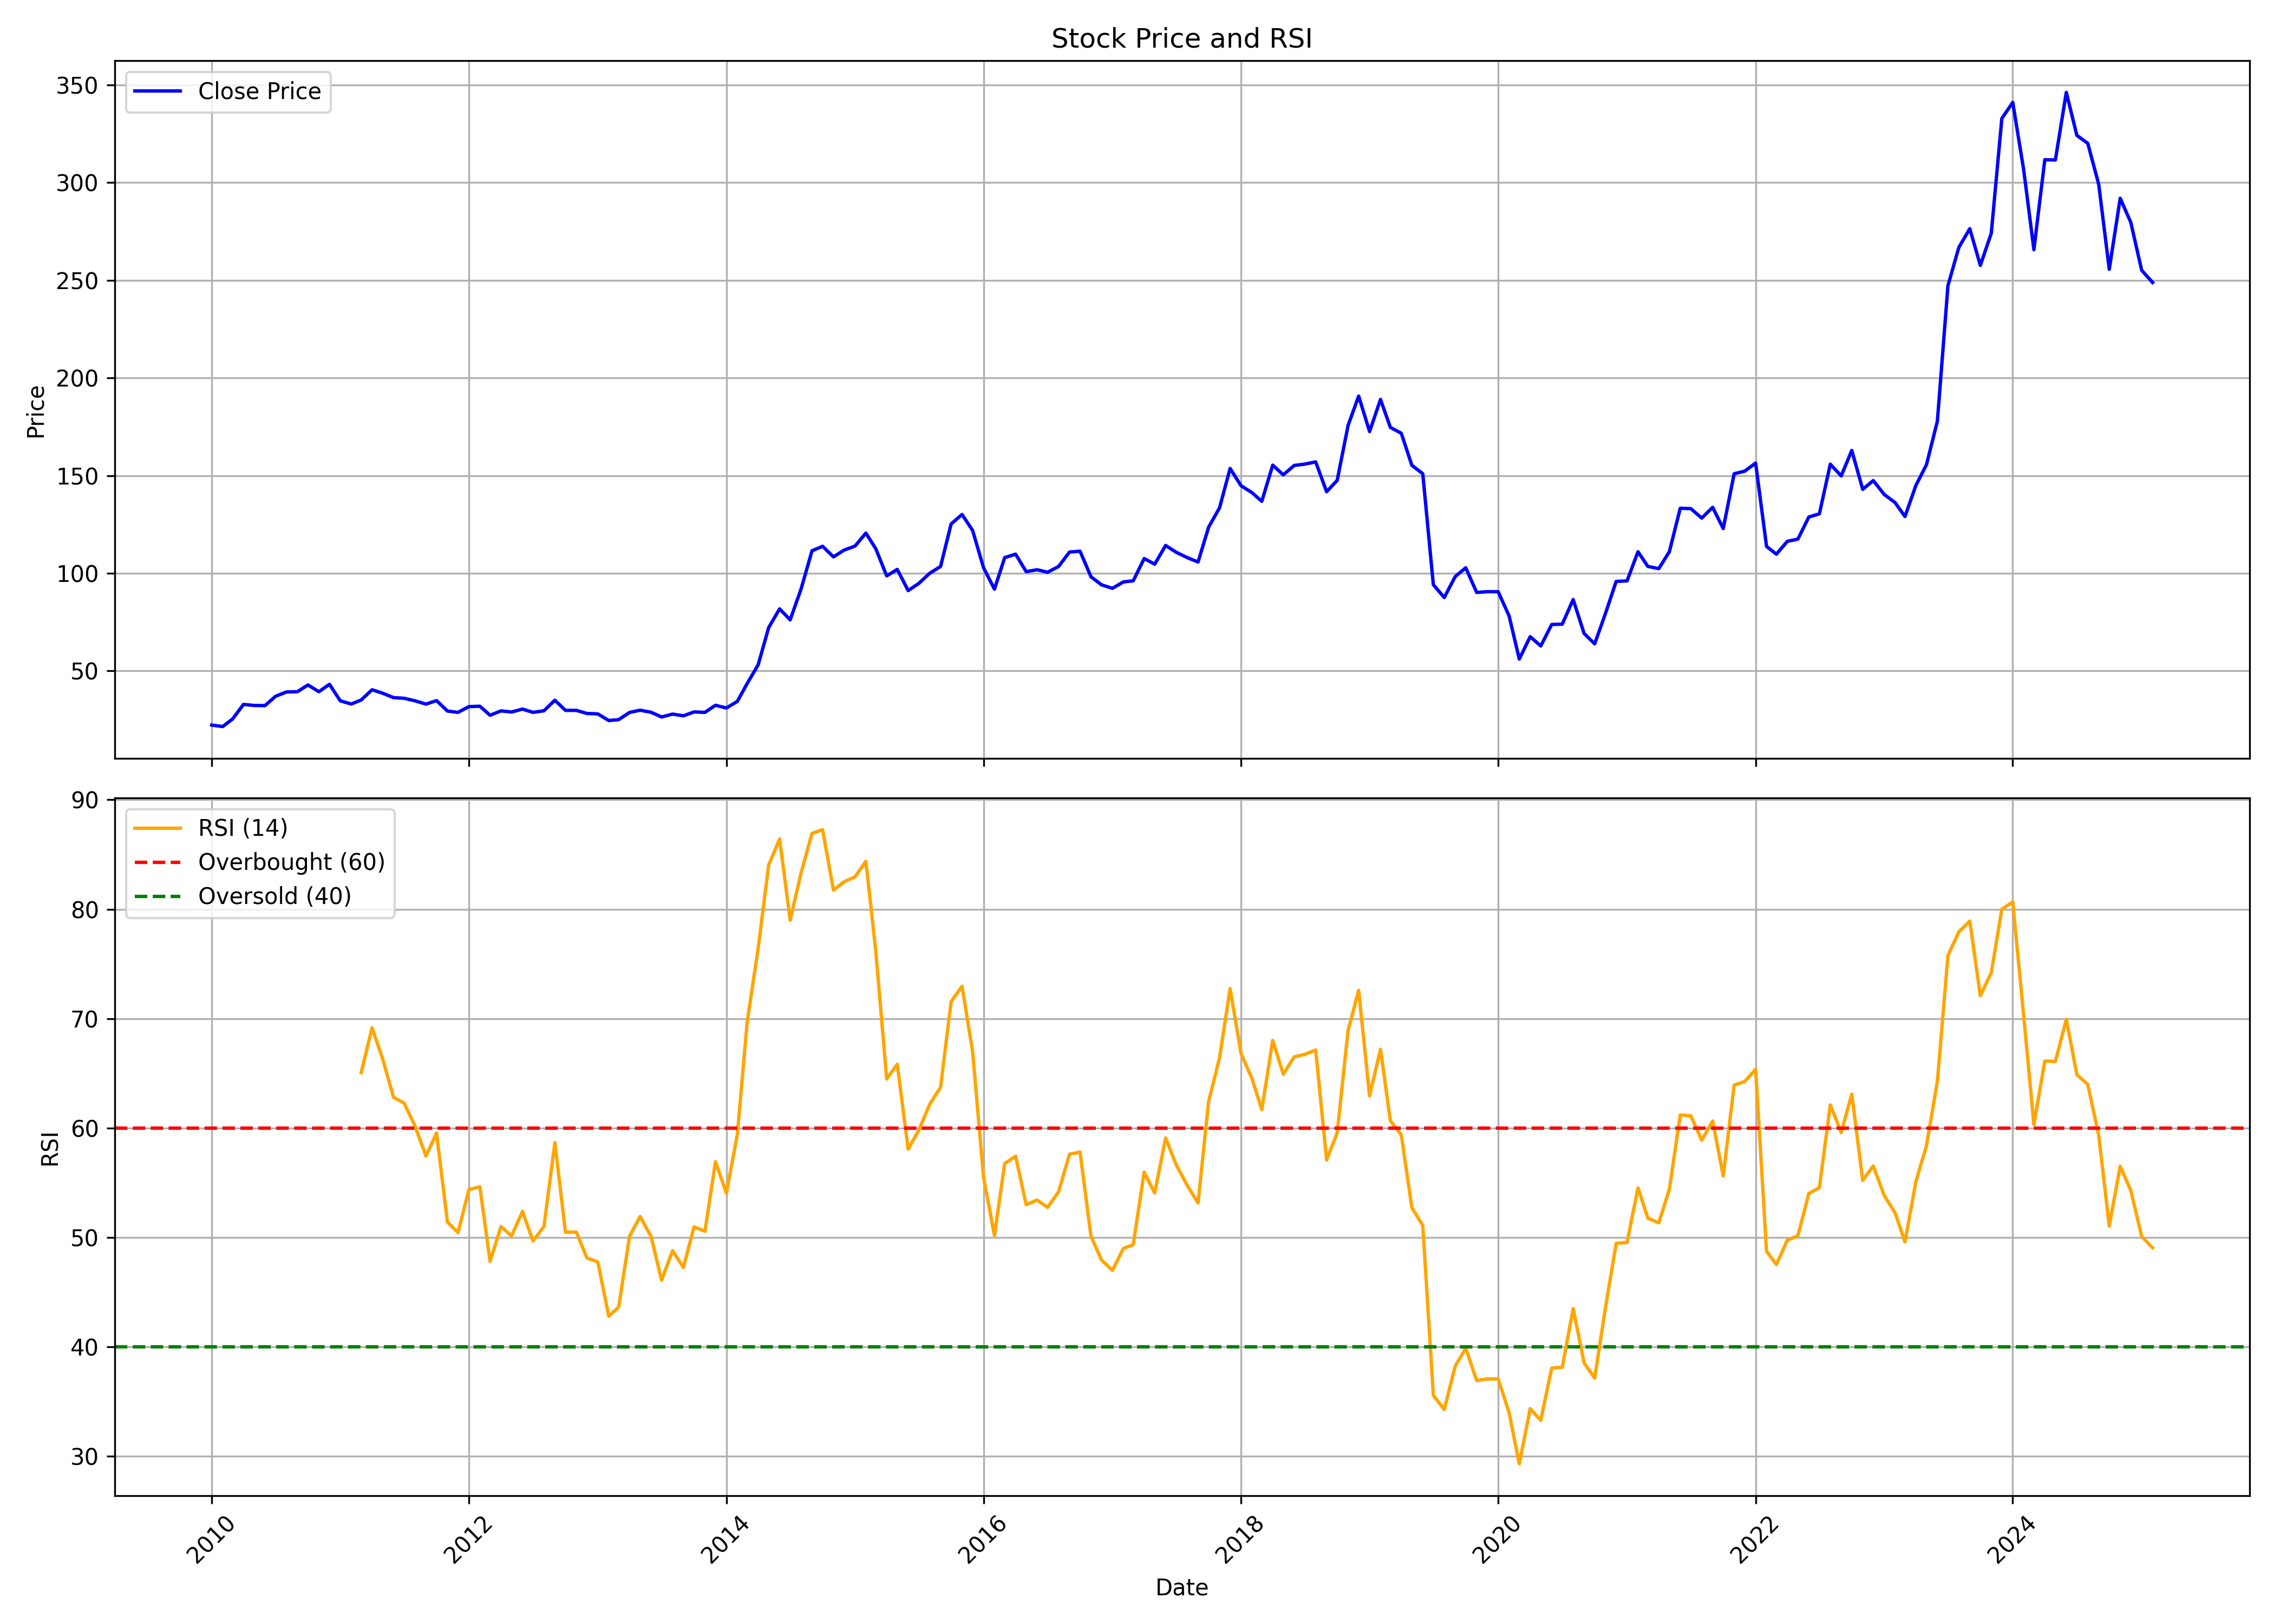 Stock Price and RSI
Close Price
350
300
250
200
150
100
50
Price
RSI (14)
Overbought (60)
Oversold (40)
90
80
70
60
50
40
30
RSI
2010
2012
2014
2016
2018
2020
2022
2024
Date